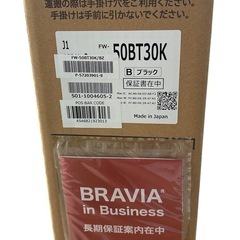 運搬の際は手掛け穴をご利用ください。
手掛け以外は手前に引かないでください。
J1
FW-
50BT30K
FW-50BT30K/BZ
B ブラック
保証書在中
Made in Japan
S01-1004605-2
POS BAR CODE
BRAVIA
in Business
長期保証案内在中